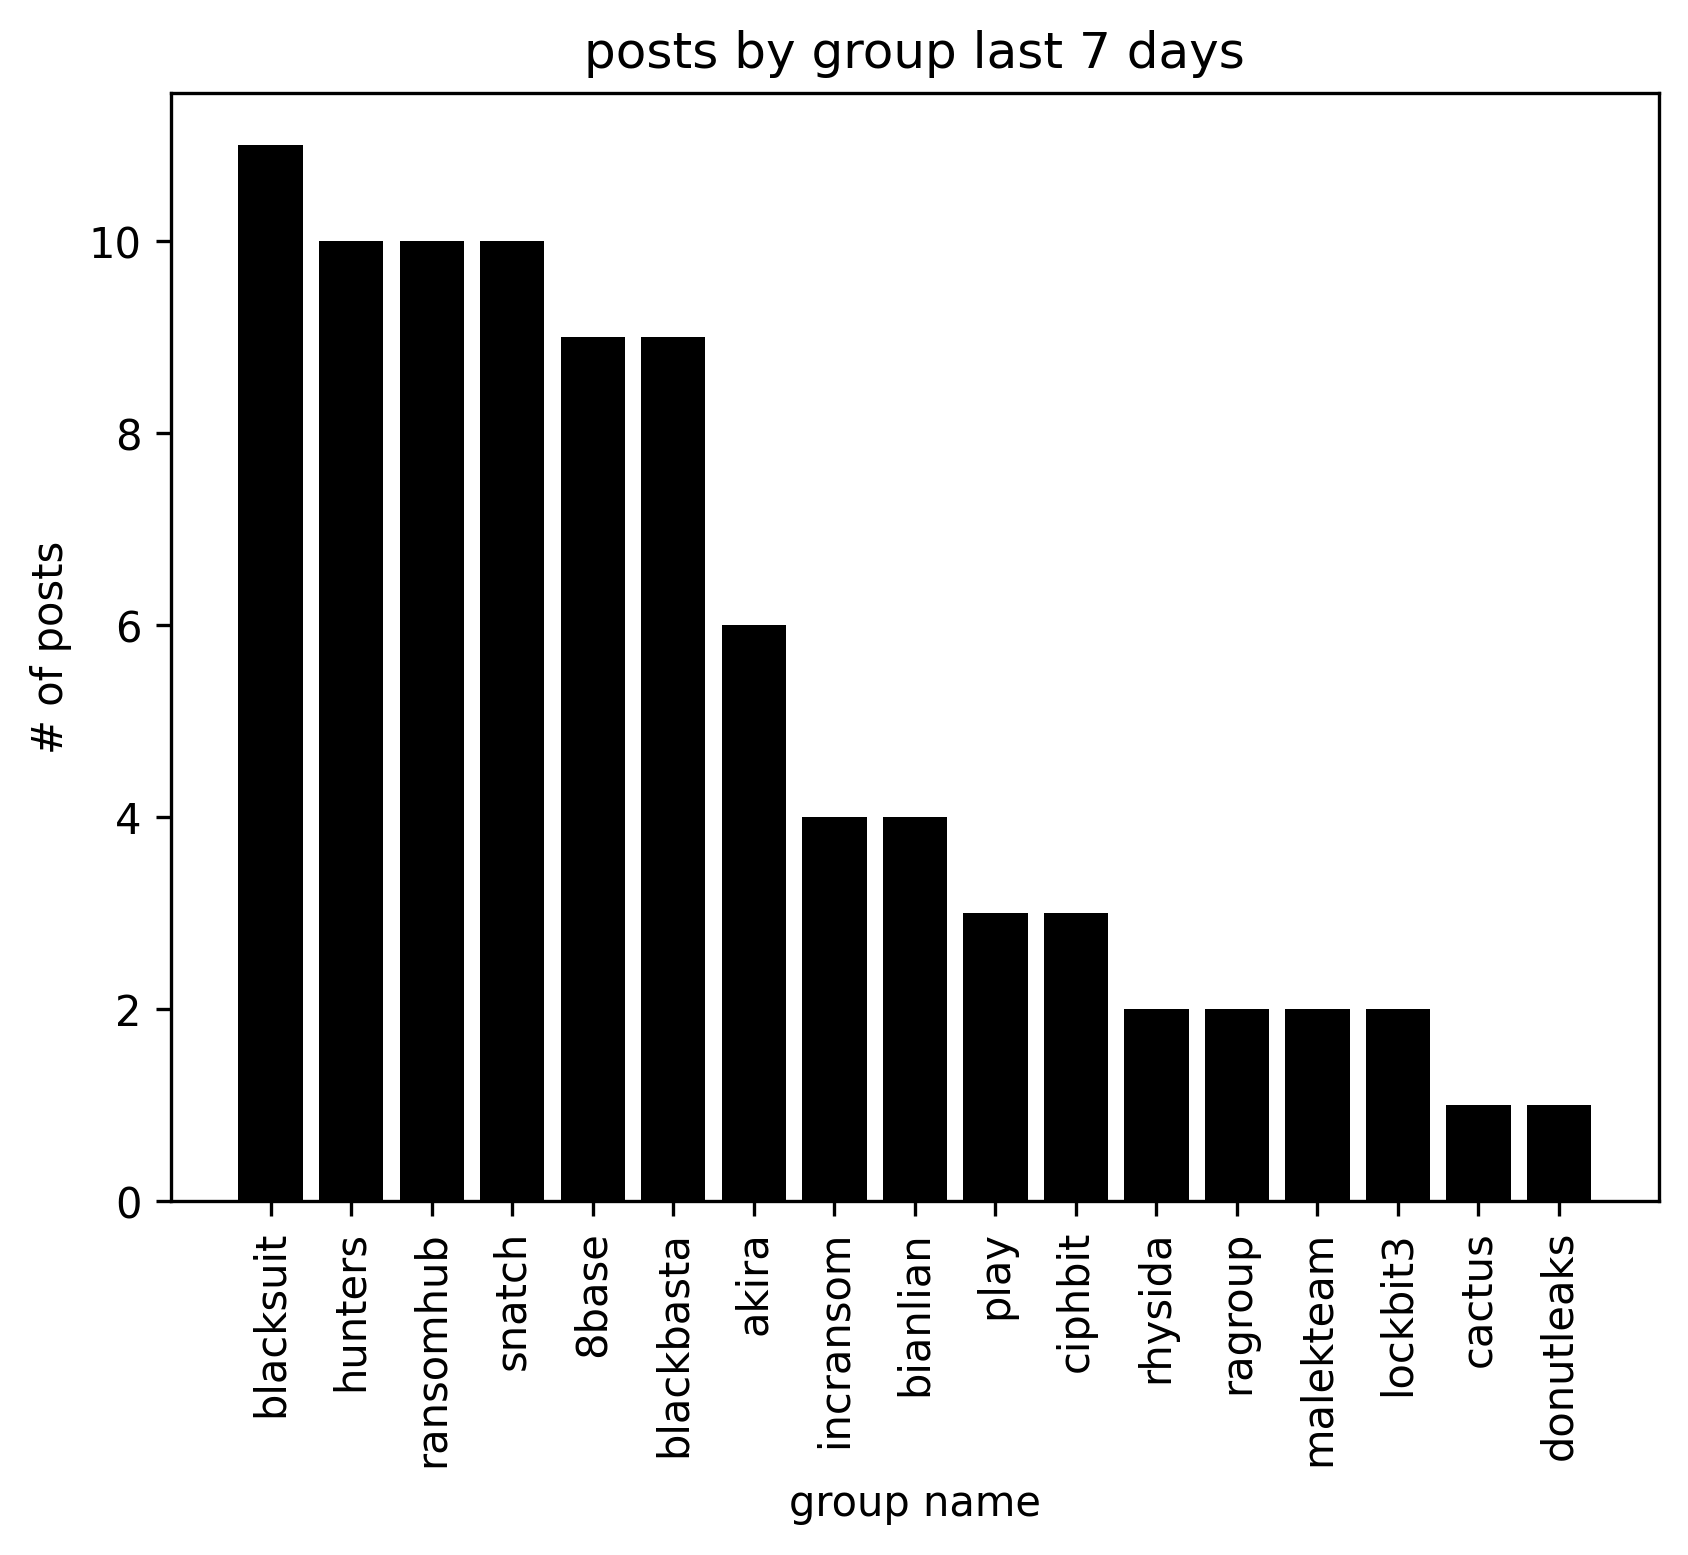 posts by group last 7 days
# of posts
10
8
6
4
2
0
blacksuit
hunters
ransomhub
snatch
8base
blackbasta
akira
incransom
bianlian
play
ciphbit
rhysida
ragroup
malekteam
lockbit3
cactus
donutleaks
group name